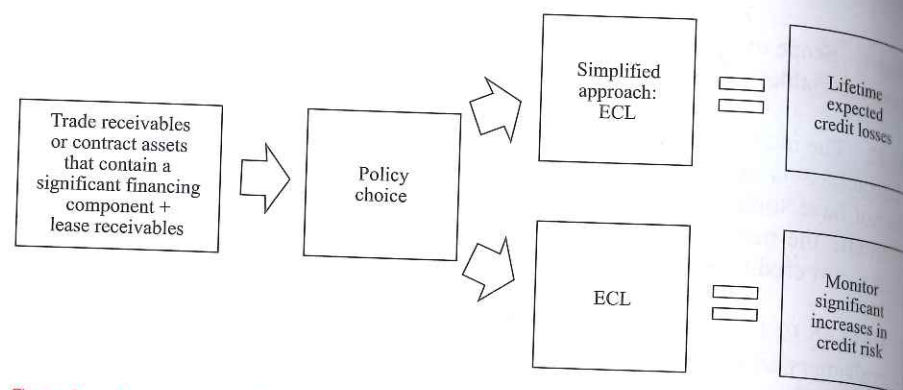 Trade receivables
or contract assets
that contain a
significant financing
component +
lease receivables
Policy
choice
Simplified
approach:
ECL
Lifetime
expected
credit losses
ECL
Monitor
significant
increases in
credit risk